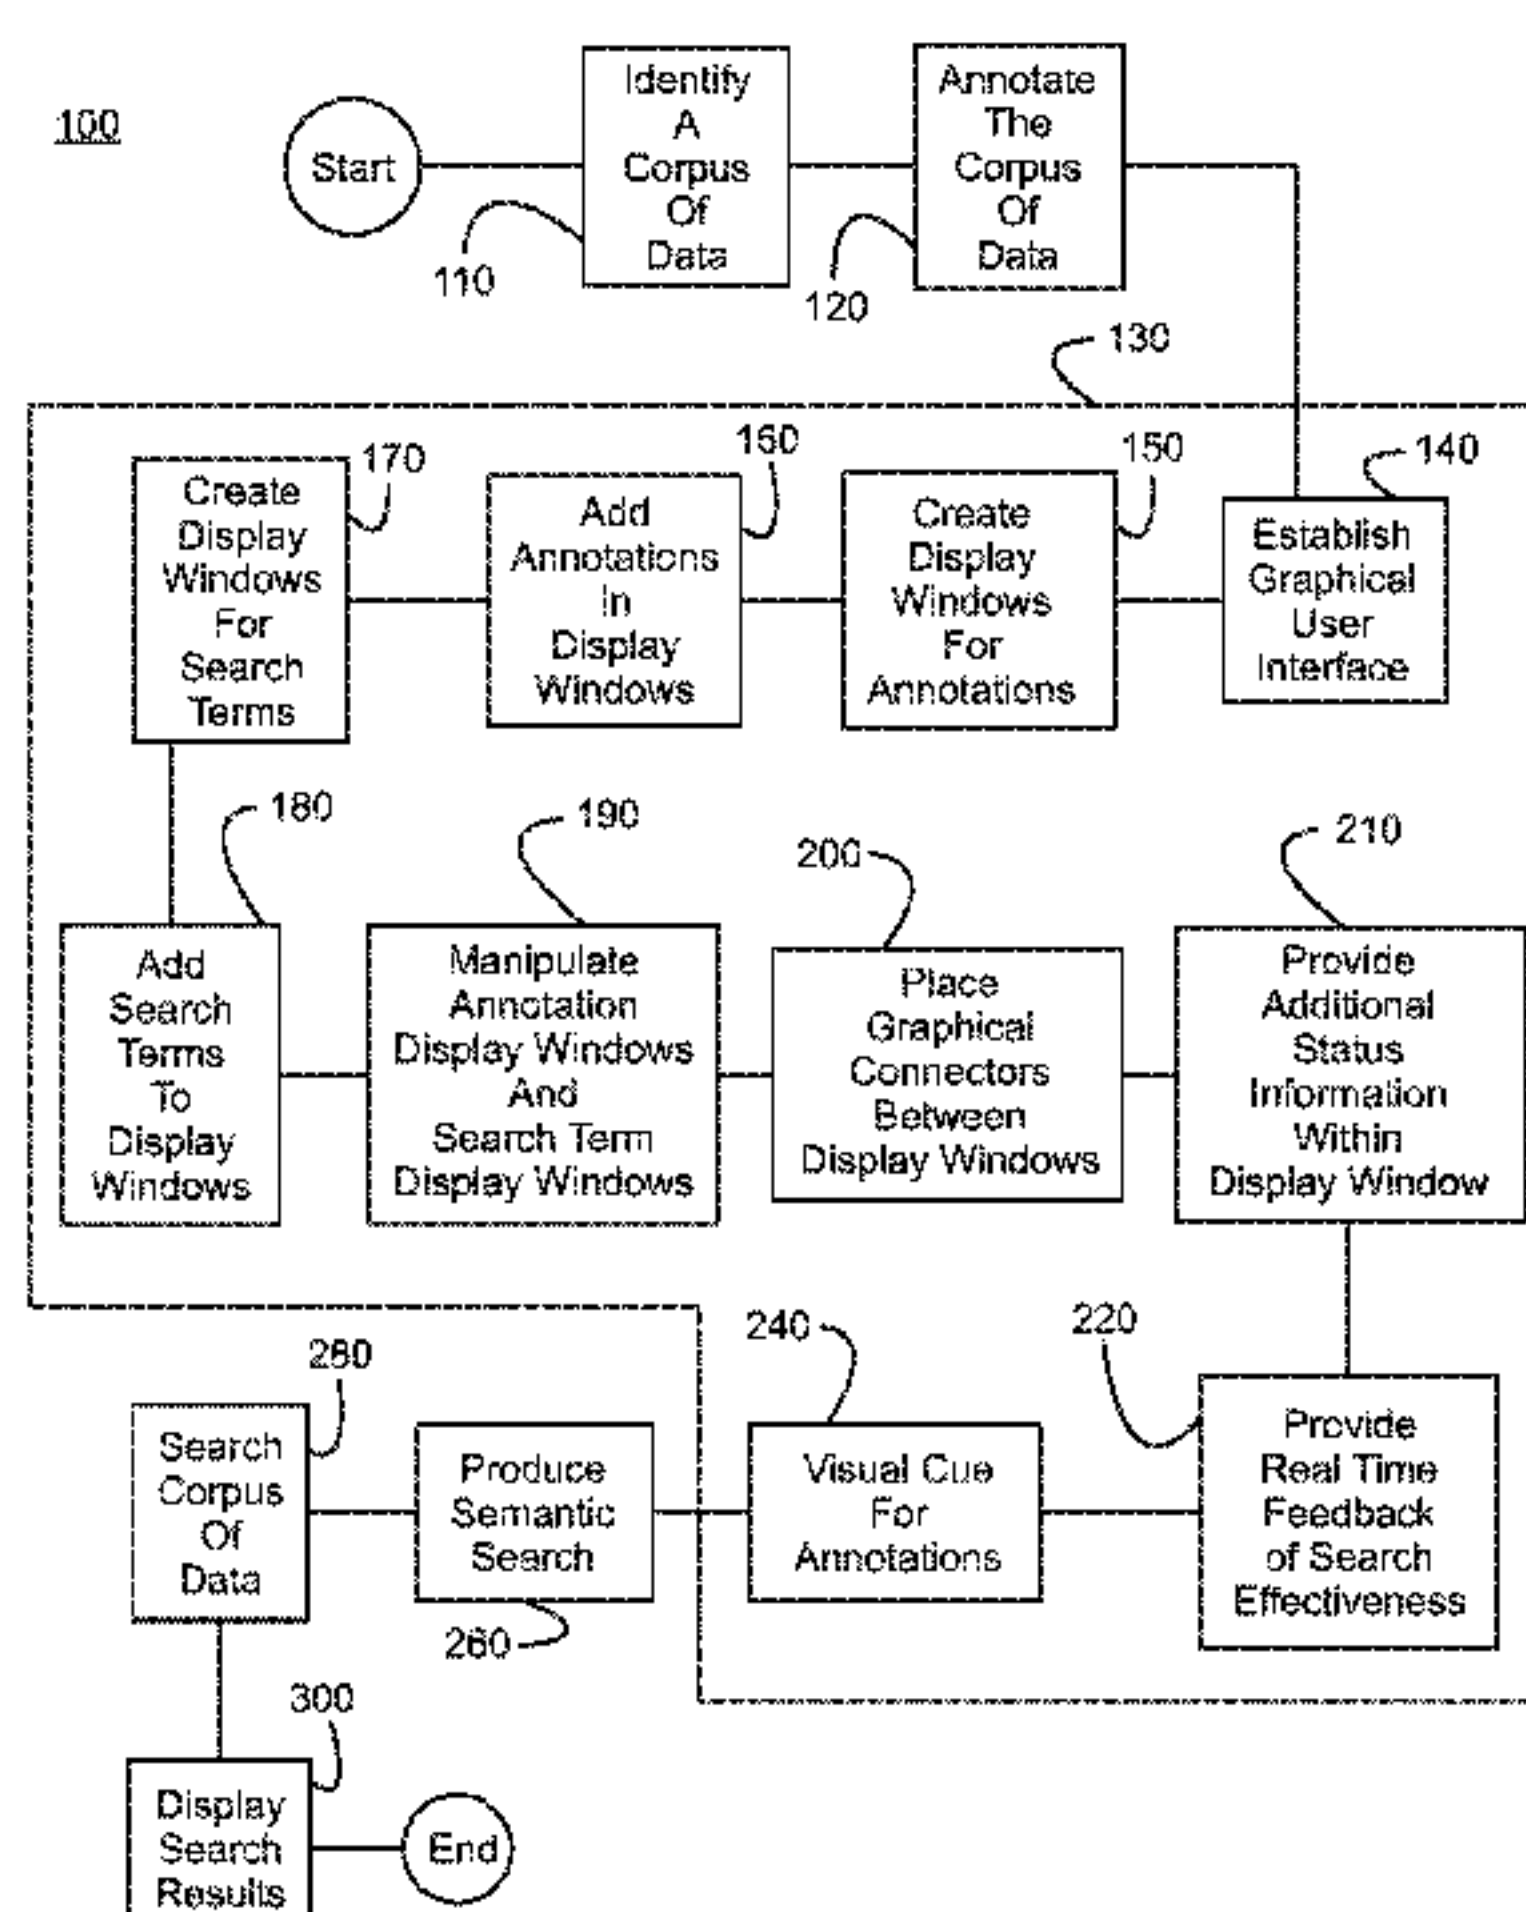 100
Start
Identify
A
Corpus
Of
Data
110
Annotate
The
Corpus
Of
Data
120
130
140
Establish
Graphical
User
Interface
150
Create
Display
Windows
For
Annotations
160
Add
Annotations
In
Display
Windows
170
Create
Display
Windows
For
Search
Terms
180
Add
Search
Terms
To
Display
Windows
190
Manipulate
Annotation
Display Windows
And
Search Term
Display Windows
200
Place
Graphical
Connectors
Between
Display Windows
210
Provide
Additional
Status
Information
Within
Display Window
220
Provide
Real Time
Feedback
of Search
Effectiveness
240
Visual Cue
For
Annotations
Produce
Semantic
Search
260
280
Search
Corpus
Of
Data
300
Display
Search
Results
End